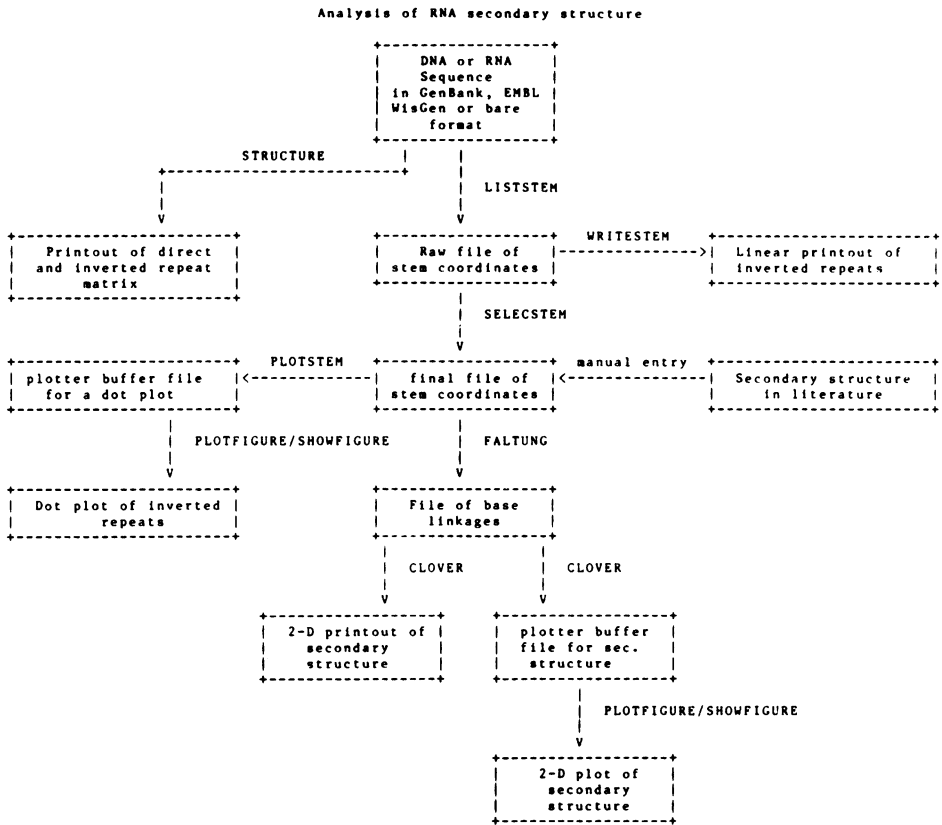 Analysis of RNA secondary structure
DNA or RNA
Sequence
in GenBank, EMBL
WisGen or bare
format
STRUCTURE
LISTSTEM
Printout of direct
and inverted repeat
matrix
Raw file of
stem coordinates
WRITESTEM
Linear printout of
inverted repeats
SELECSTEM
plotter buffer file
for a dot plot
PLOTSTEM
final file of
stem coordinates
manual entry
Secondary structure
in literature
PLOTFIGURE/SHOWFIGURE
FALTUNG
Dot plot of inverted
repeats
File of base
linkages
CLOVER
CLOVER
2-D printout of
secondary
structure
plotter buffer
file for sec.
structure
PLOTFIGURE/SHOWFIGURE
2-D plot of
secondary
structure